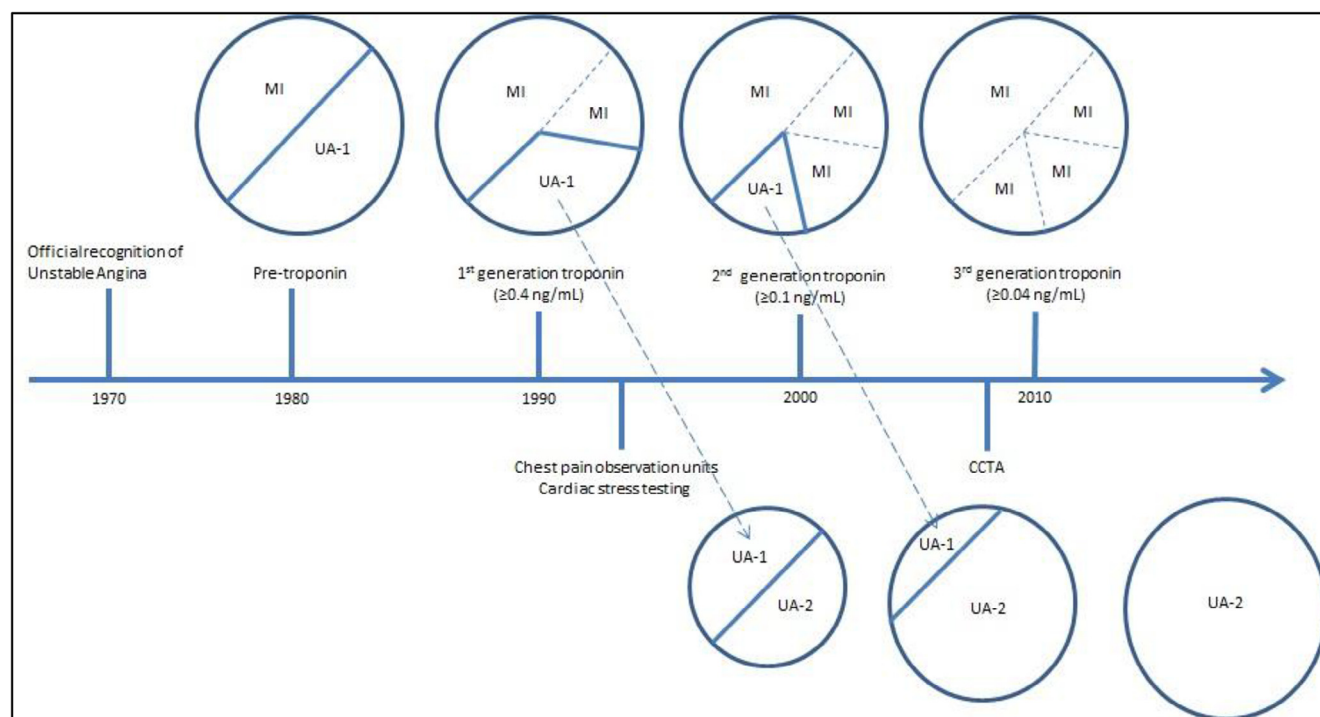 MI
UA-1
MI
MI
UA-1
MI
MI
MI
UA-1
MI
MI
MI
MI
Official recognition of
Unstable Angina
Pre-troponin
1st generation troponin
(≥0.4 ng/mL)
2nd generation troponin
(≥0.1 ng/mL)
3rd generation troponin
(≥0.04 ng/mL)
1970
1980
1990
2000
2010
Chest pain observation units
Cardiac stress testing
CCTA
UA-1
UA-2
UA-1
UA-2
UA-2